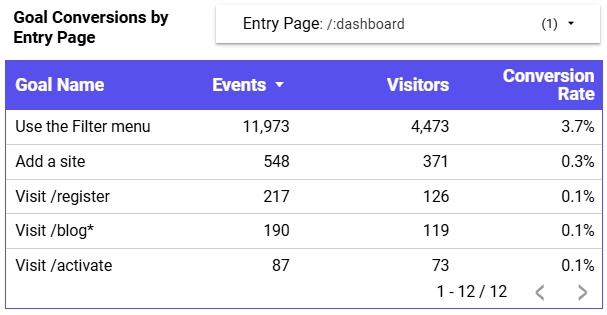 Goal Conversions by
Entry Page
Entry Page: /:dashboard (1)
Goal Name Events Visitors Conversion
Rate
Use the Filter menu 11,973 4,473 3.7%
Add a site 548 371 0.3%
Visit /register 217 126 0.1%
Visit /blog* 190 119 0.1%
Visit /activate 87 73 0.1%
1 - 12 / 12